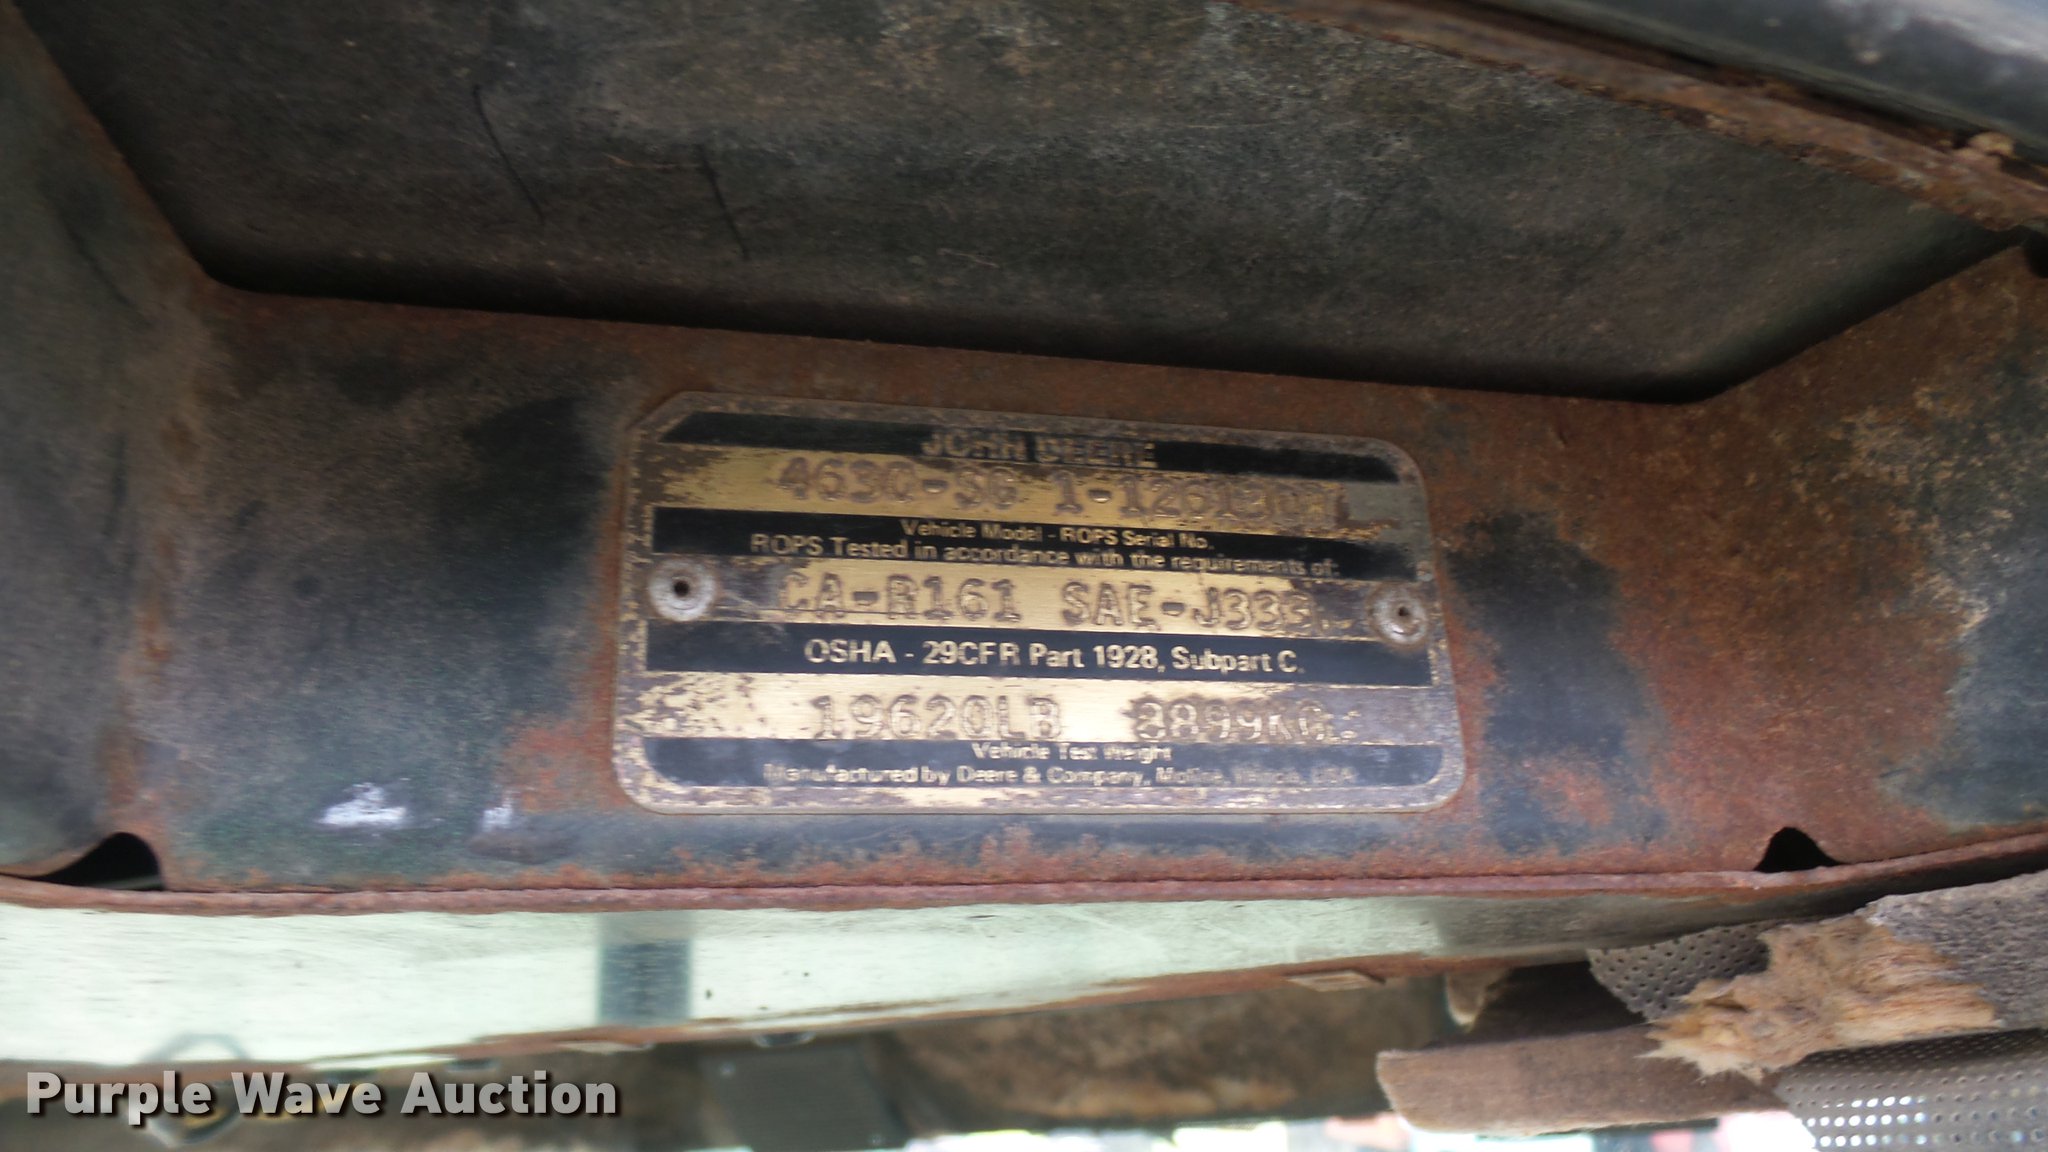 JOHN DEERE
4630-SG 1-126130
Vehicle Model - ROPS Serial No.
ROPS Tested in accordance with the requirements of:
CA-R161 SAE-J333
OSHA - 29CFR Part 1928, Subpart C.
19620LB 8899KG
Vehicle Test Weight
Manufactured by Deere & Company, Moline, Illinois, USA
Purple Wave Auction